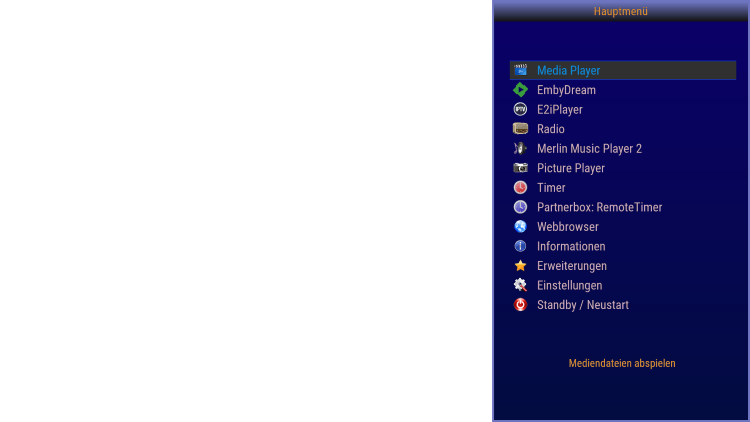 Hauptmenü
Media Player
EmbyDream
IPTV E2iPlayer
Radio
Merlin Music Player 2
Picture Player
Timer
Partnerbox: RemoteTimer
Webbrowser
Informationen
Erweiterungen
Einstellungen
Standby / Neustart
Mediendateien abspielen